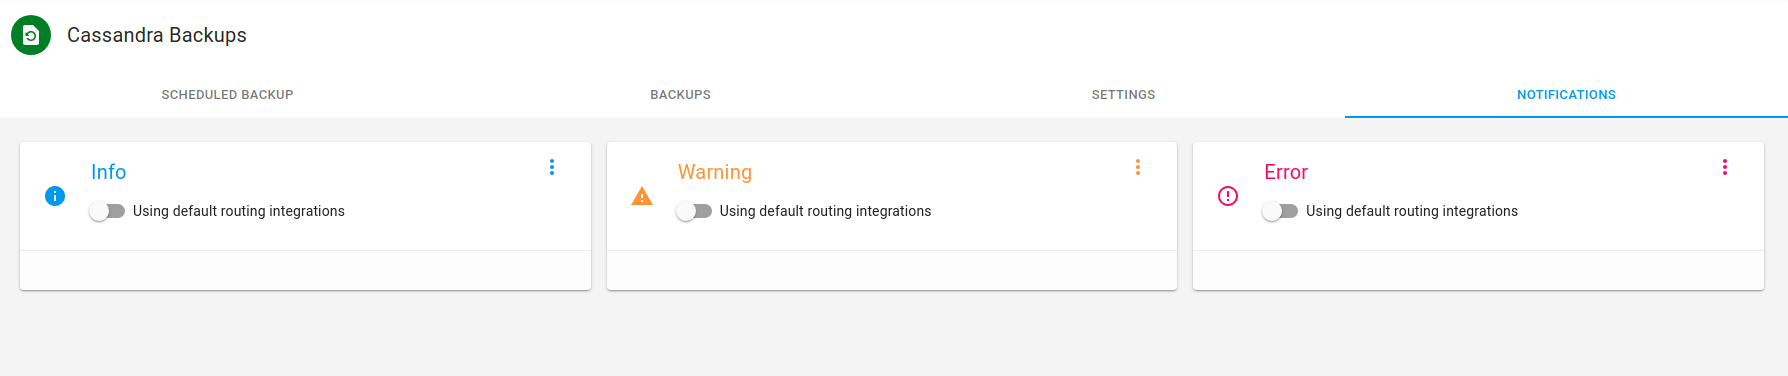 Cassandra Backups
SCHEDULED BACKUP
BACKUPS
SETTINGS
NOTIFICATIONS
Info
Using default routing integrations
Warning
Using default routing integrations
Error
Using default routing integrations